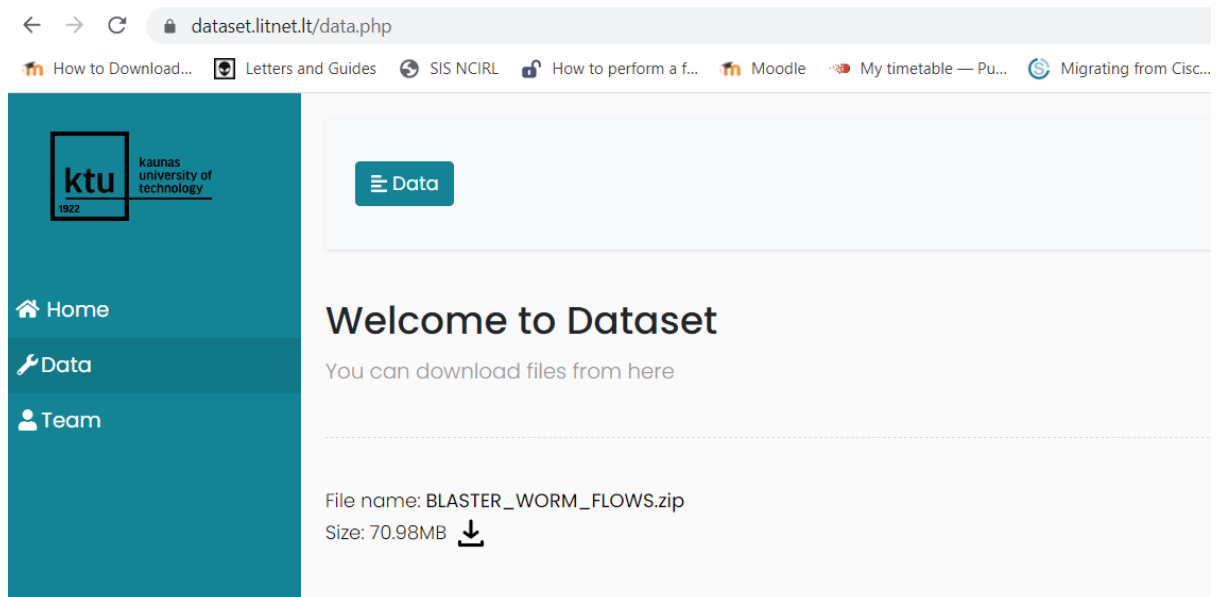 dataset.litnet.lt/data.php
How to Download... Letters and Guides SIS NCIRL How to perform a f... Moodle My timetable — Pu... Migrating from Cisc...
ktu
1922
kaunas
university of
technology
Data
Home
Data
Team
Welcome to Dataset
You can download files from here
File name: BLASTER_WORM_FLOWS.zip
Size: 70.98MB